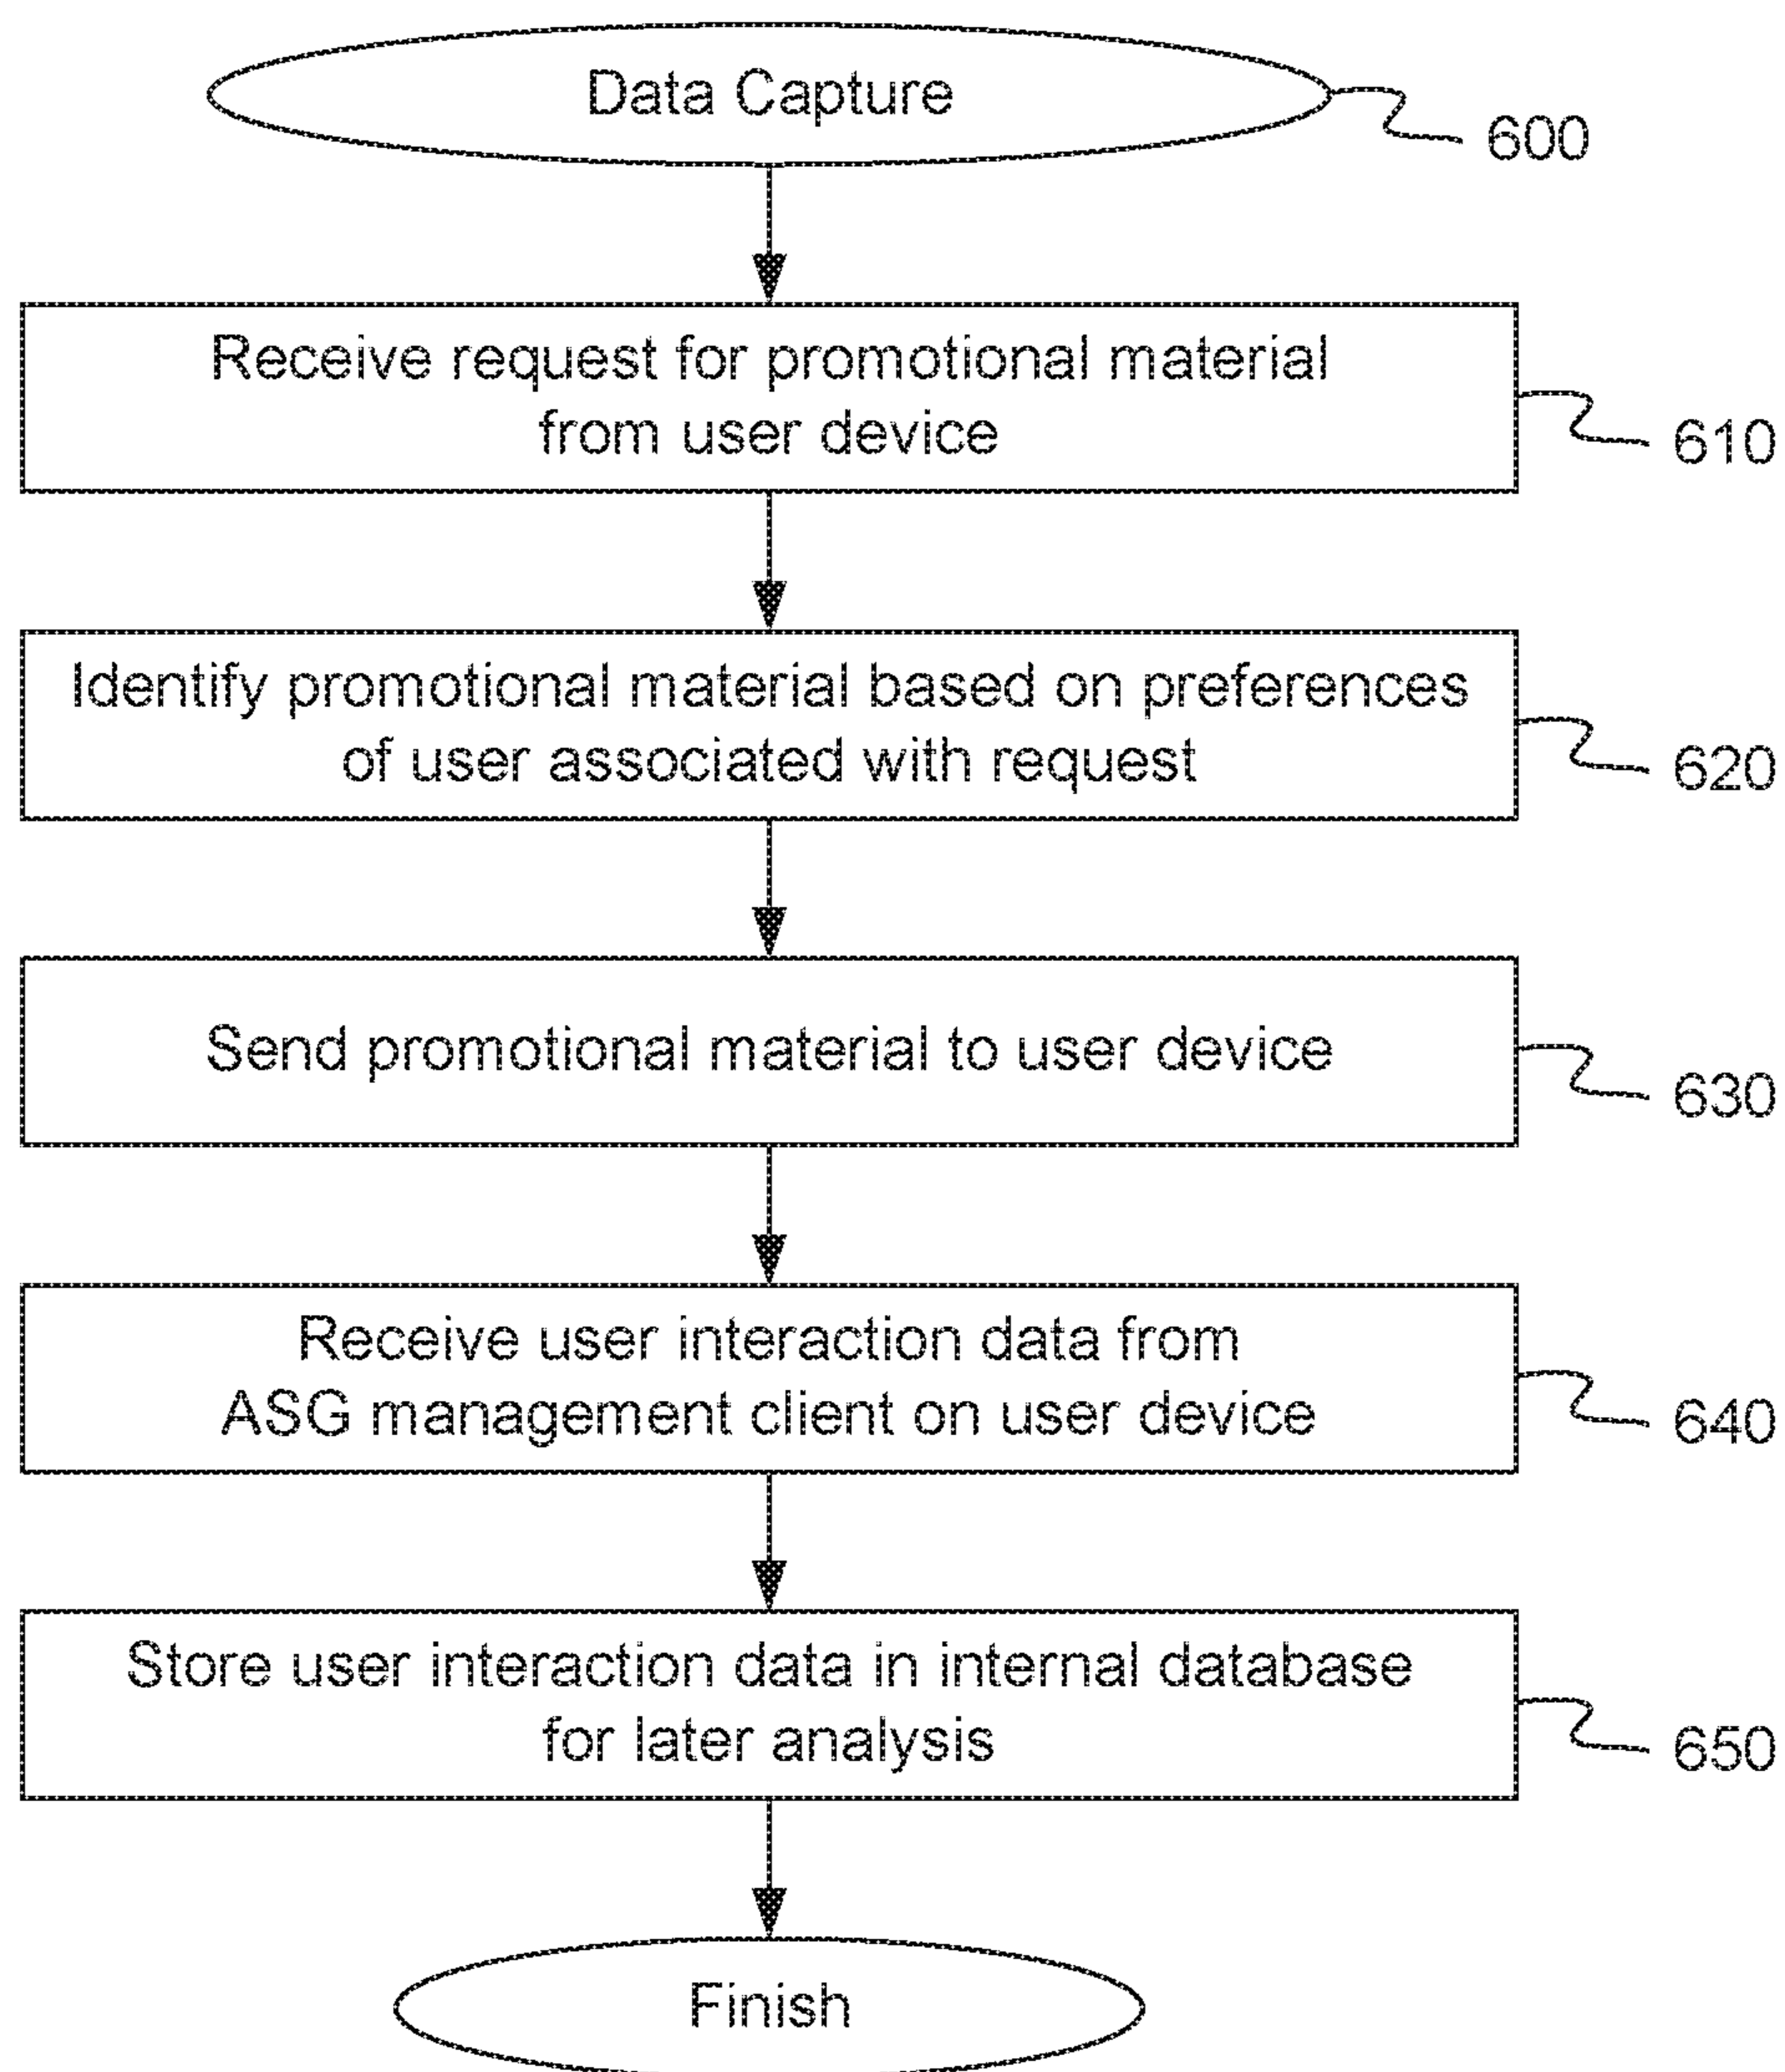 Data Capture
600
Receive request for promotional material
from user device
610
Identify promotional material based on preferences
of user associated with request
620
Send promotional material to user device
630
Receive user interaction data from
ASG management client on user device
640
Store user interaction data in internal database
for later analysis
650
Finish